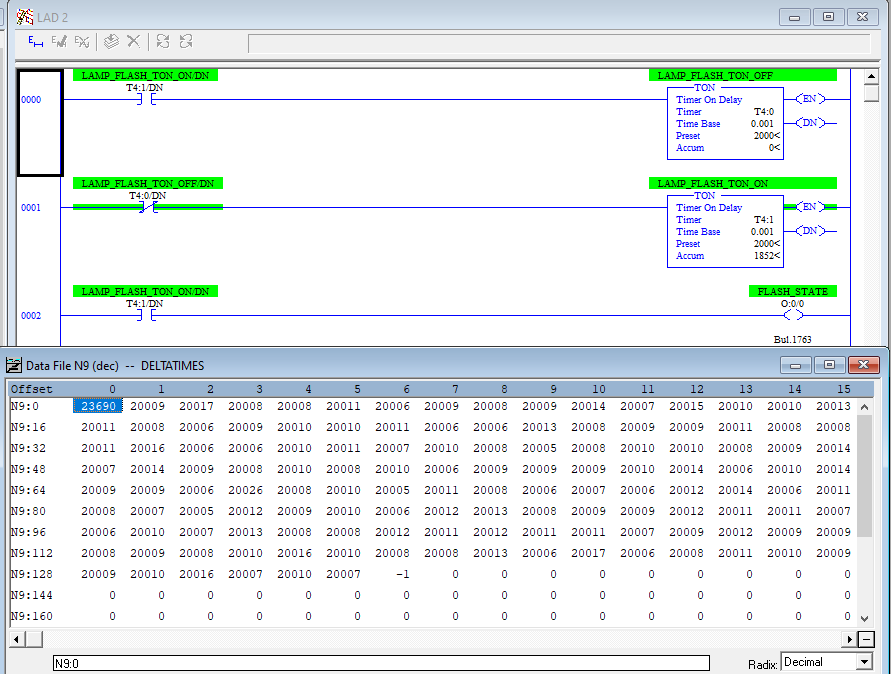 LAD 2
0000
LAMP_FLASH_TON_ON/DN
T4:1/DN
LAMP_FLASH_TON_OFF
TON
Timer On Delay
Timer T4:0
Time Base 0.001
Preset 2000<
Accum 0<
EN
DN
0001
LAMP_FLASH_TON_OFF/DN
T4:0/DN
LAMP_FLASH_TON_ON
TON
Timer On Delay
Timer T4:1
Time Base 0.001
Preset 2000<
Accum 1852<
EN
DN
0002
LAMP_FLASH_TON_ON/DN
T4:1/DN
FLASH_STATE
O:0/0
Bul.1763
Data File N9 (dec) -- DELTATIMES
Offset 0 1 2 3 4 5 6 7 8 9 10 11 12 13 14 15
N9:0 23690 20009 20017 20008 20008 20011 20006 20009 20008 20009 20014 20007 20015 20010 20010 20013
N9:16 20011 20008 20006 20009 20010 20010 20011 20006 20006 20013 20008 20009 20009 20011 20008 20008
N9:32 20011 20016 20006 20006 20010 20011 20007 20010 20008 20005 20008 20010 20010 20008 20009 20014
N9:48 20007 20014 20009 20008 20010 20008 20010 20006 20009 20009 20009 20010 20014 20006 20010 20014
N9:64 20009 20009 20006 20026 20008 20010 20005 20011 20008 20006 20007 20006 20012 20014 20006 20011
N9:80 20008 20007 20005 20012 20009 20010 20006 20012 20013 20008 20009 20009 20012 20011 20011 20007
N9:96 20006 20010 20007 20013 20008 20008 20012 20011 20012 20011 20011 20007 20009 20012 20009 20009
N9:112 20008 20009 20008 20010 20016 20010 20008 20008 20013 20006 20017 20006 20008 20011 20010 20009
N9:128 20009 20010 20016 20007 20010 20007 -1 0 0 0 0 0 0 0 0 0
N9:144 0 0 0 0 0 0 0 0 0 0 0 0 0 0 0 0
N9:160 0 0 0 0 0 0 0 0 0 0 0 0 0 0 0 0
N9:0
Radix: Decimal